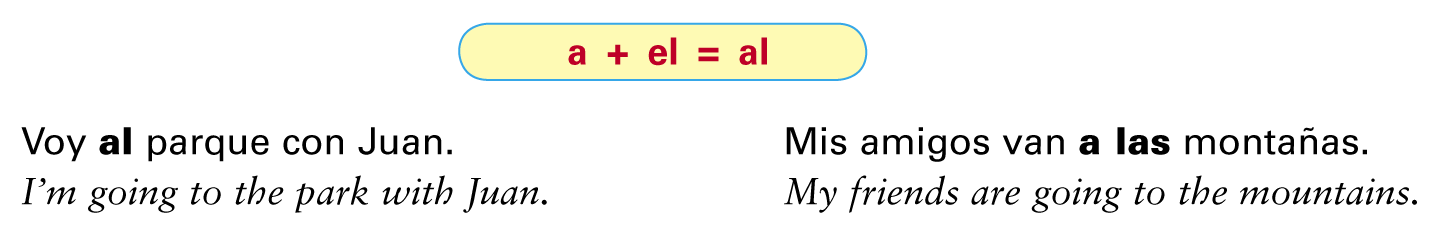 a + el = al
Voy al parque con Juan.
I'm going to the park with Juan.
Mis amigos van a las montañas.
My friends are going to the mountains.